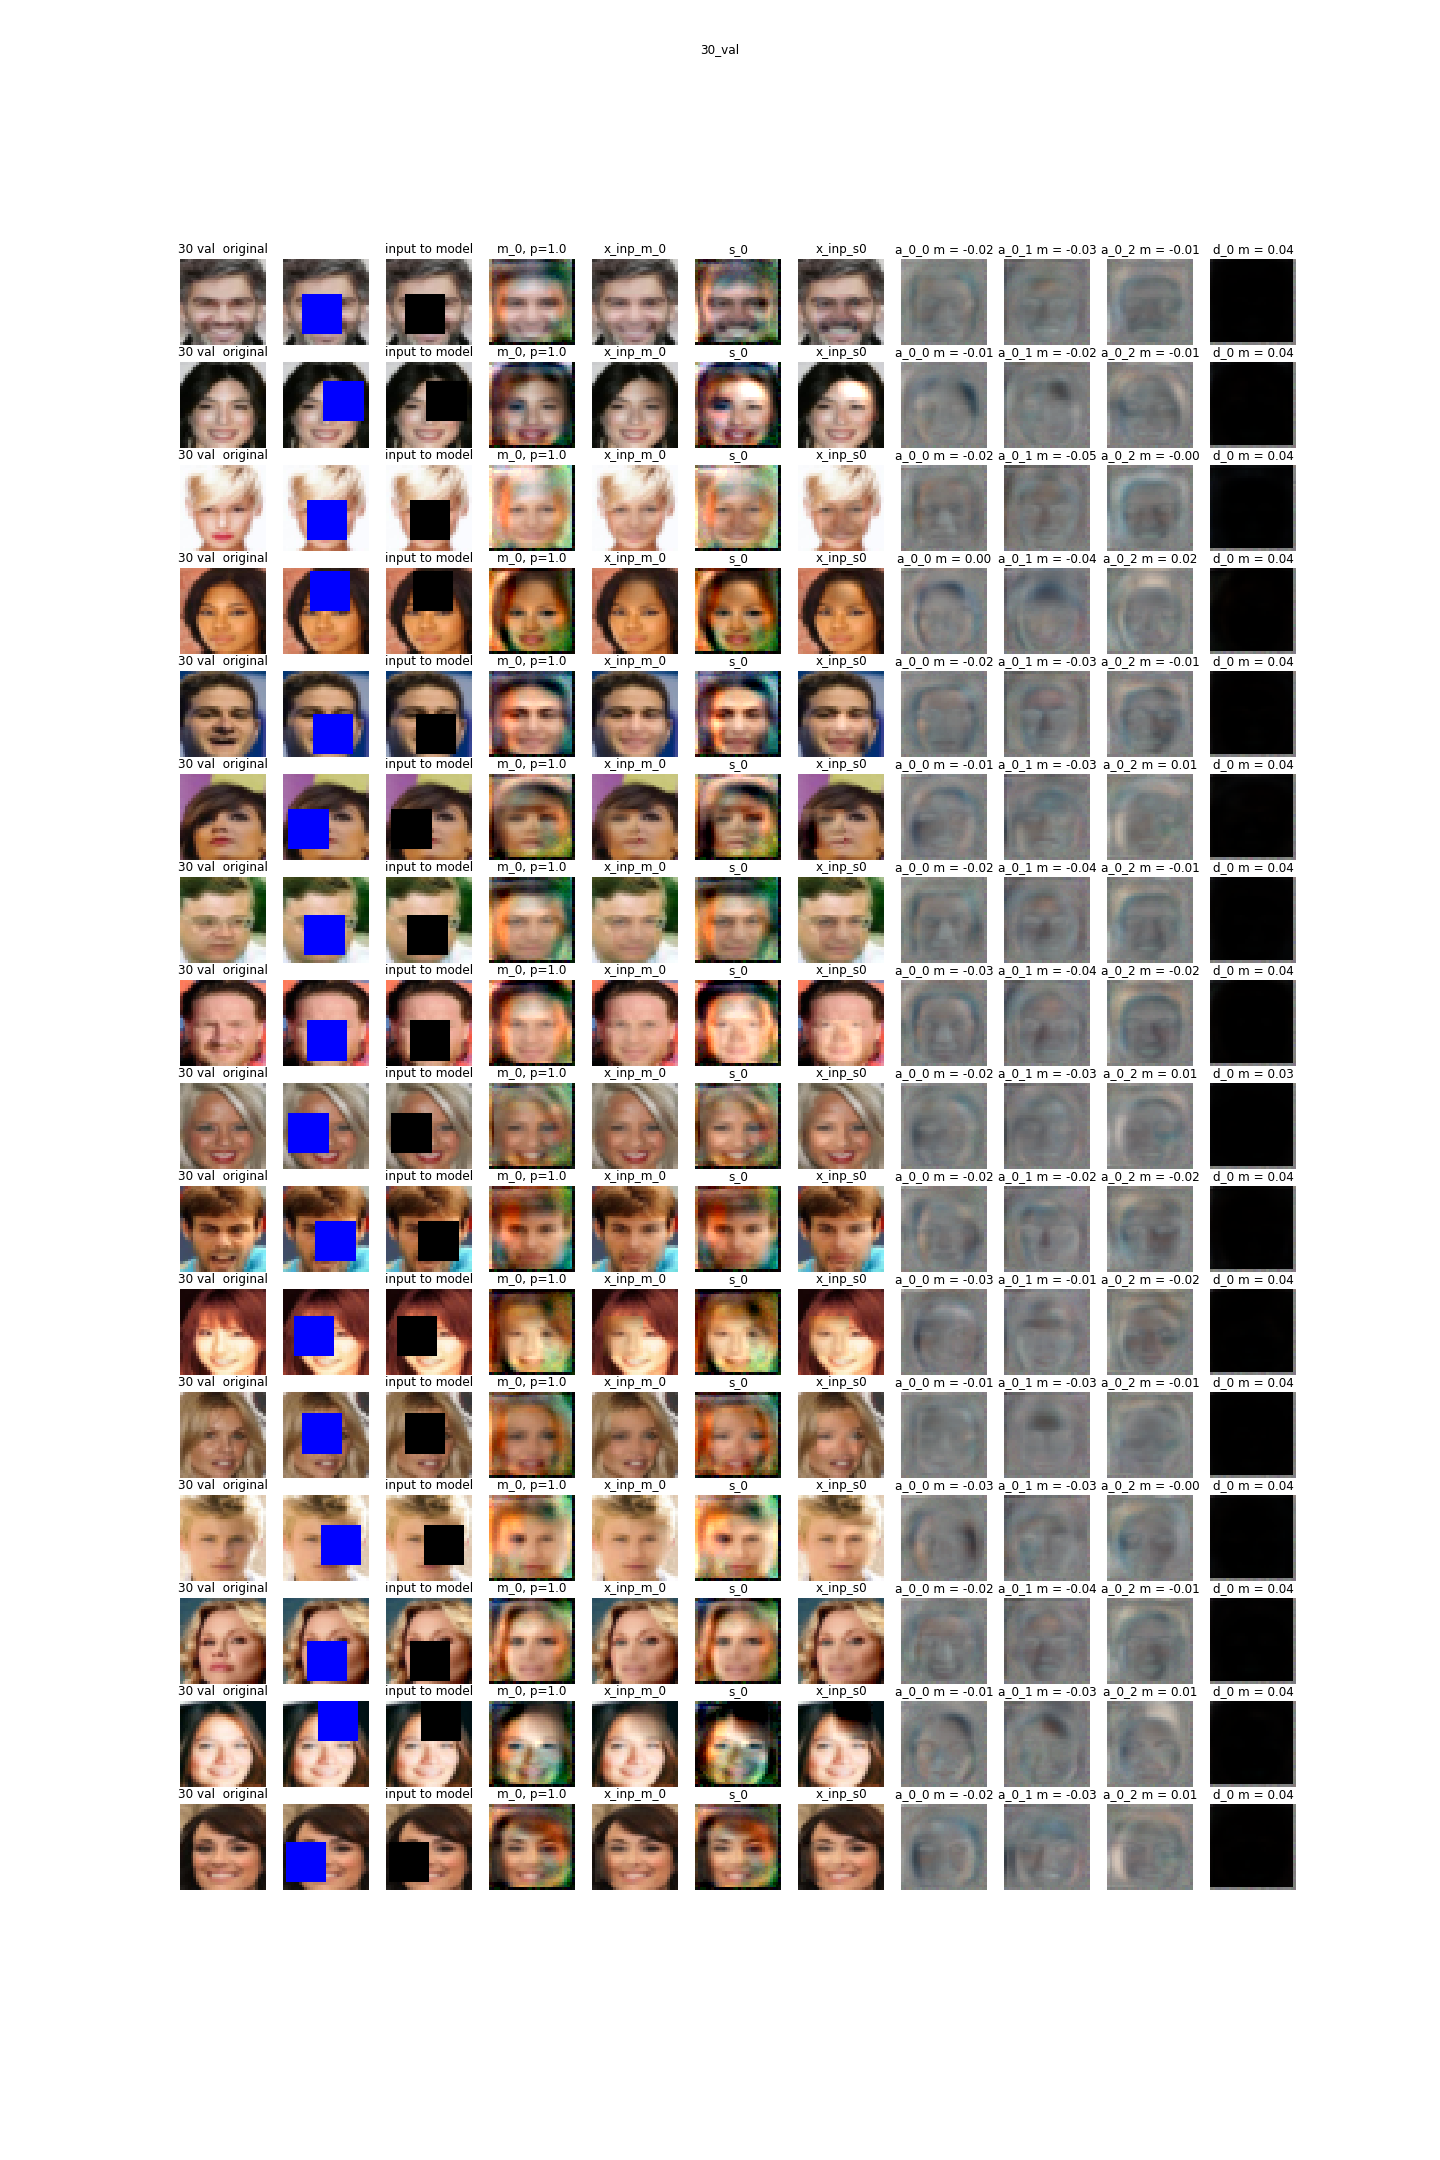 30_val
30 val original input to model m_0, p=1.0 x_inp_m_0 s_0 x_inp_s0 a_0_0 m = -0.02 a_0_1 m = -0.03 a_0_2 m = -0.01 d_0 m = 0.04
30 val original input to model m_0, p=1.0 x_inp_m_0 s_0 x_inp_s0 a_0_0 m = -0.01 a_0_1 m = -0.02 a_0_2 m = -0.01 d_0 m = 0.04
30 val original input to model m_0, p=1.0 x_inp_m_0 s_0 x_inp_s0 a_0_0 m = -0.02 a_0_1 m = -0.05 a_0_2 m = -0.00 d_0 m = 0.04
30 val original input to model m_0, p=1.0 x_inp_m_0 s_0 x_inp_s0 a_0_0 m = 0.00 a_0_1 m = -0.04 a_0_2 m = 0.02 d_0 m = 0.04
30 val original input to model m_0, p=1.0 x_inp_m_0 s_0 x_inp_s0 a_0_0 m = -0.02 a_0_1 m = -0.03 a_0_2 m = -0.01 d_0 m = 0.04
30 val original input to model m_0, p=1.0 x_inp_m_0 s_0 x_inp_s0 a_0_0 m = -0.01 a_0_1 m = -0.03 a_0_2 m = 0.01 d_0 m = 0.04
30 val original input to model m_0, p=1.0 x_inp_m_0 s_0 x_inp_s0 a_0_0 m = -0.02 a_0_1 m = -0.04 a_0_2 m = -0.01 d_0 m = 0.04
30 val original input to model m_0, p=1.0 x_inp_m_0 s_0 x_inp_s0 a_0_0 m = -0.03 a_0_1 m = -0.04 a_0_2 m = -0.02 d_0 m = 0.04
30 val original input to model m_0, p=1.0 x_inp_m_0 s_0 x_inp_s0 a_0_0 m = -0.02 a_0_1 m = -0.03 a_0_2 m = 0.01 d_0 m = 0.03
30 val original input to model m_0, p=1.0 x_inp_m_0 s_0 x_inp_s0 a_0_0 m = -0.02 a_0_1 m = -0.02 a_0_2 m = -0.02 d_0 m = 0.04
30 val original input to model m_0, p=1.0 x_inp_m_0 s_0 x_inp_s0 a_0_0 m = -0.03 a_0_1 m = -0.01 a_0_2 m = -0.02 d_0 m = 0.04
30 val original input to model m_0, p=1.0 x_inp_m_0 s_0 x_inp_s0 a_0_0 m = -0.01 a_0_1 m = -0.03 a_0_2 m = -0.01 d_0 m = 0.04
30 val original input to model m_0, p=1.0 x_inp_m_0 s_0 x_inp_s0 a_0_0 m = -0.03 a_0_1 m = -0.03 a_0_2 m = -0.00 d_0 m = 0.04
30 val original input to model m_0, p=1.0 x_inp_m_0 s_0 x_inp_s0 a_0_0 m = -0.02 a_0_1 m = -0.04 a_0_2 m = -0.01 d_0 m = 0.04
30 val original input to model m_0, p=1.0 x_inp_m_0 s_0 x_inp_s0 a_0_0 m = -0.01 a_0_1 m = -0.03 a_0_2 m = 0.01 d_0 m = 0.04
30 val original input to model m_0, p=1.0 x_inp_m_0 s_0 x_inp_s0 a_0_0 m = -0.02 a_0_1 m = -0.03 a_0_2 m = 0.01 d_0 m = 0.04